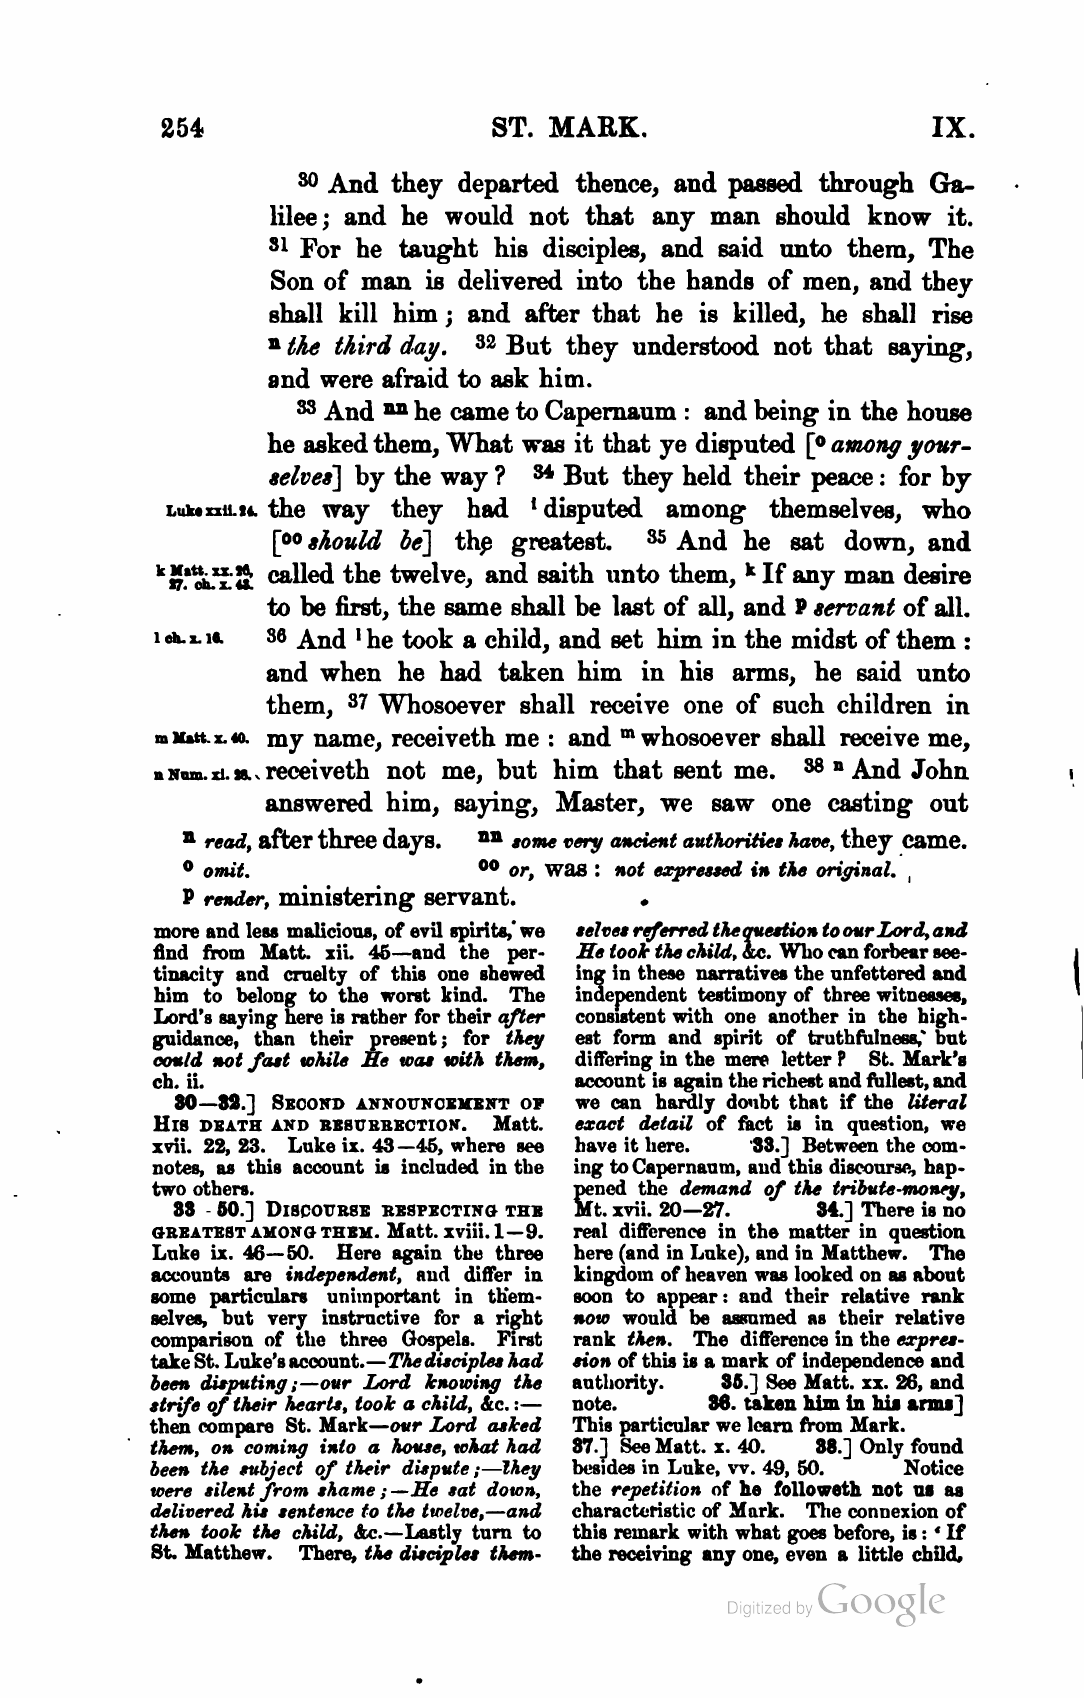 254 ST. MARK. IX.
30 And they departed thence, and passed through Ga-
lilee; and he would not that any man should know it.
31 For he taught his disciples, and said unto them, The
Son of man is delivered into the hands of men, and they
shall kill him; and after that he is killed, he shall rise
n the third day. 32 But they understood not that saying,
and were afraid to ask him.
33 And nn he came to Capernaum: and being in the house
he asked them, What was it that ye disputed [o among your-
selves] by the way? 34 But they held their peace: for by
Luke xxii. 24. the way they had i disputed among themselves, who
[oo should be] the greatest. 35 And he sat down, and
k Matt. xx. 26, called the twelve, and saith unto them, k If any man desire
27. ch. x. 43.
to be first, the same shall be last of all, and p servant of all.
l ch. x. 16. 36 And l he took a child, and set him in the midst of them:
and when he had taken him in his arms, he said unto
them, 37 Whosoever shall receive one of such children in
m Matt. x. 40. my name, receiveth me: and m whosoever shall receive me,
n Num. xi. 28. receiveth not me, but him that sent me. 38 n And John
answered him, saying, Master, we saw one casting out
n read, after three days. nn some very ancient authorities have, they came.
o omit. oo or, was: not expressed in the original.
p render, ministering servant.
more and less malicious, of evil spirits, we
find from Matt. xii. 45—and the per-
tinacity and cruelty of this one shewed
him to belong to the worst kind. The
Lord's saying here is rather for their after
guidance, than their present; for they
could not fast while He was with them,
ch. ii.
30—32.] SECOND ANNOUNCEMENT OF
HIS DEATH AND RESURRECTION. Matt.
xvii. 22, 23. Luke ix. 43—45, where see
notes, as this account is included in the
two others.
33-50.] DISCOURSE RESPECTING THE
GREATEST AMONG THEM. Matt. xviii. 1—9.
Luke ix. 46—50. Here again the three
accounts are independent, and differ in
some particulars unimportant in them-
selves, but very instructive for a right
comparison of the three Gospels. First
take St. Luke's account.—The disciples had
been disputing;—our Lord knowing the
strife of their hearts, took a child, &c.:—
then compare St. Mark—our Lord asked
them, on coming into a house, what had
been the subject of their dispute;—they
were silent from shame;—He sat down,
delivered his sentence to the twelve,—and
then took the child, &c.—Lastly turn to
St. Matthew. There, the disciples them-
selves referred the question to our Lord, and
He took the child, &c. Who can forbear see-
ing in these narratives the unfettered and
independent testimony of three witnesses,
consistent with one another in the high-
est form and spirit of truthfulness, but
differing in the mere letter? St. Mark's
account is again the richest and fullest, and
we can hardly doubt that if the literal
exact detail of fact is in question, we
have it here. 33.] Between the com-
ing to Capernaum, and this discourse, hap-
pened the demand of the tribute-money,
Mt. xvii. 20—27. 34.] There is no
real difference in the matter in question
here (and in Luke), and in Matthew. The
kingdom of heaven was looked on as about
soon to appear: and their relative rank
now would be assumed as their relative
rank then. The difference in the expres-
sion of this is a mark of independence and
authority. 35.] See Matt. xx. 26, and
note. 36. taken him in his arms]
This particular we learn from Mark.
37.] See Matt. x. 40. 38.] Only found
besides in Luke, vv. 49, 50. Notice
the repetition of he followeth not us as
characteristic of Mark. The connexion of
this remark with what goes before, is: ‘If
the receiving any one, even a little child,
Digitized by Google